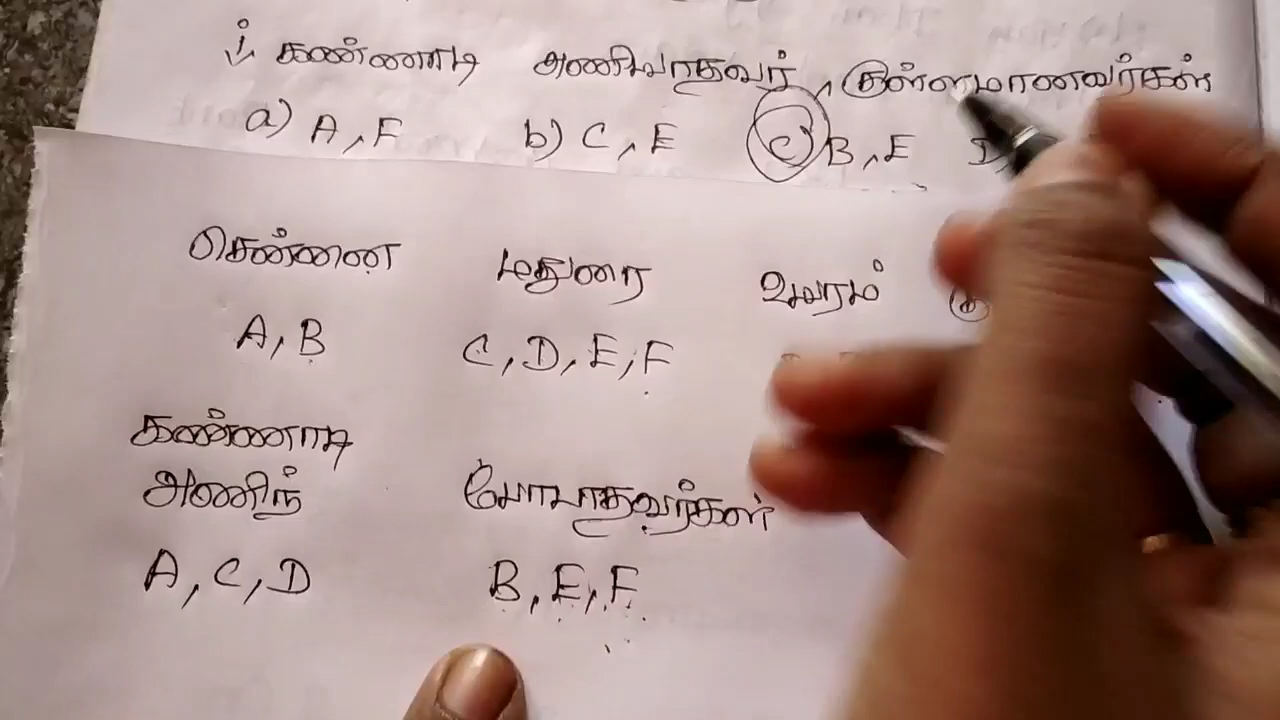 i, கண்ணாடி அணியாதவர், குள்ளமானவர்கள்
a) A, F b) C, E c) B, E D,
சென்னை மதுரை உயரம்
A, B C, D, E, F
கண்ணாடி
அணிந் போடாதவர்கள்
A, C, D B, E, F